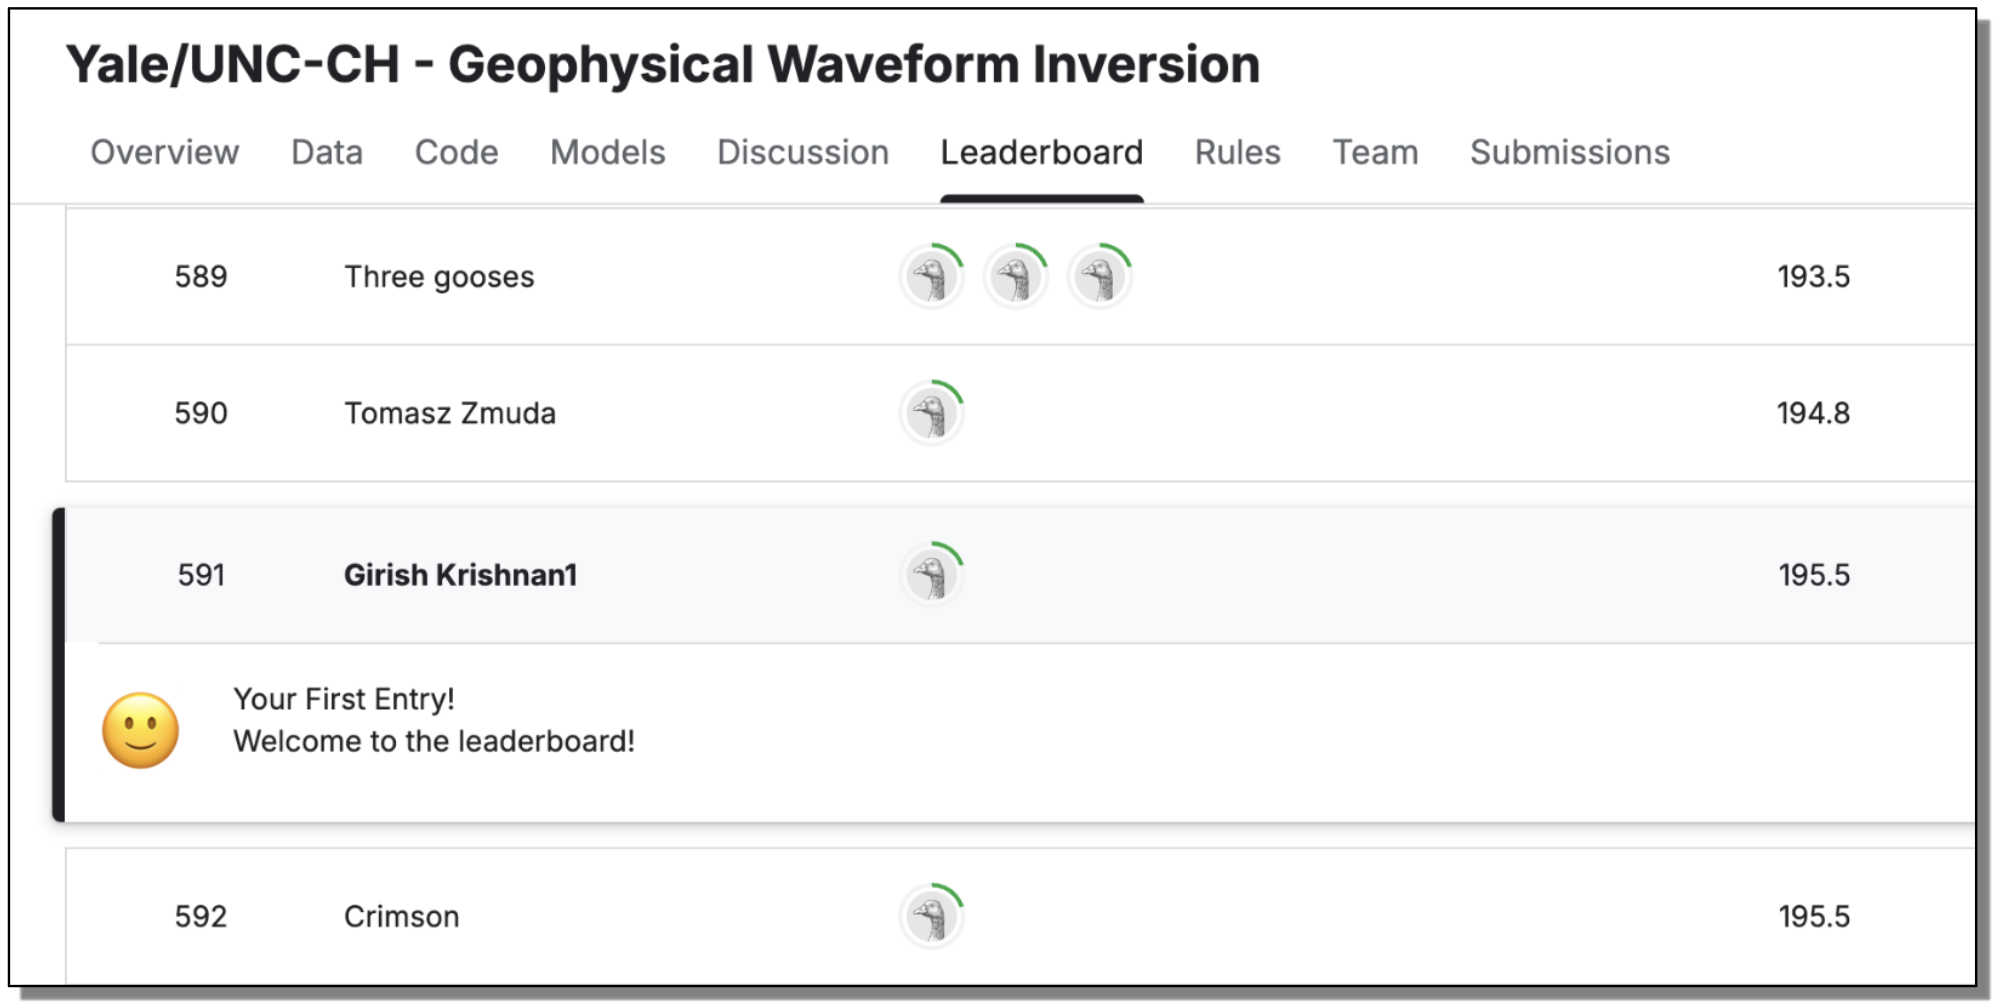 Yale/UNC-CH - Geophysical Waveform Inversion
Overview Data Code Models Discussion Leaderboard Rules Team Submissions
589 Three gooses 193.5
590 Tomasz Zmuda 194.8
591 Girish Krishnan1 195.5
Your First Entry!
Welcome to the leaderboard!
592 Crimson 195.5